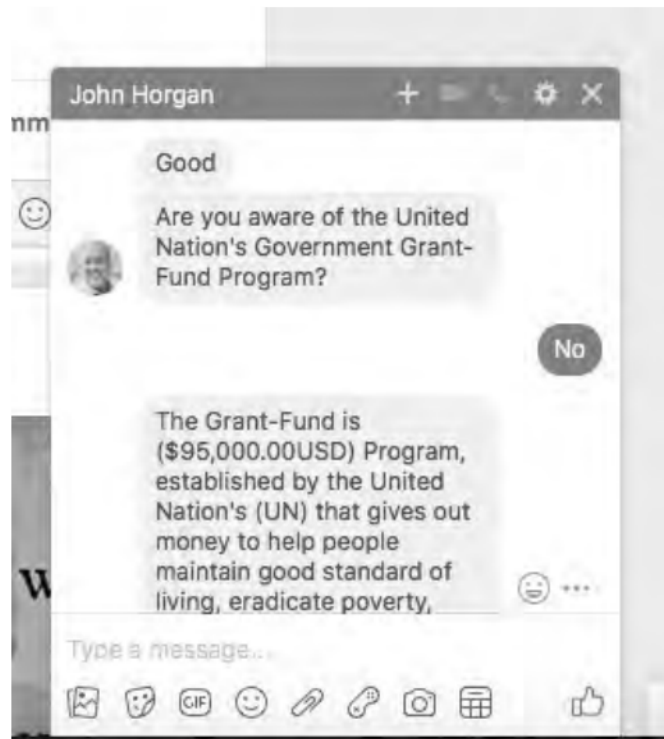 mm
John Horgan
Good
Are you aware of the United
Nation's Government Grant-
Fund Program?
No
The Grant-Fund is
($95,000.00USD) Program,
established by the United
Nation's (UN) that gives out
money to help people
maintain good standard of
living, eradicate poverty,
W
Type a message...
GIF